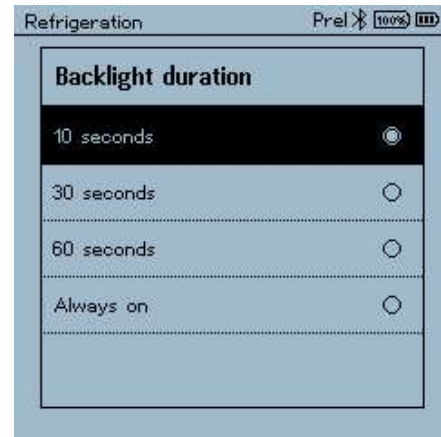 Refrigeration Prel 100%
Backlight duration
10 seconds
30 seconds
60 seconds
Always on